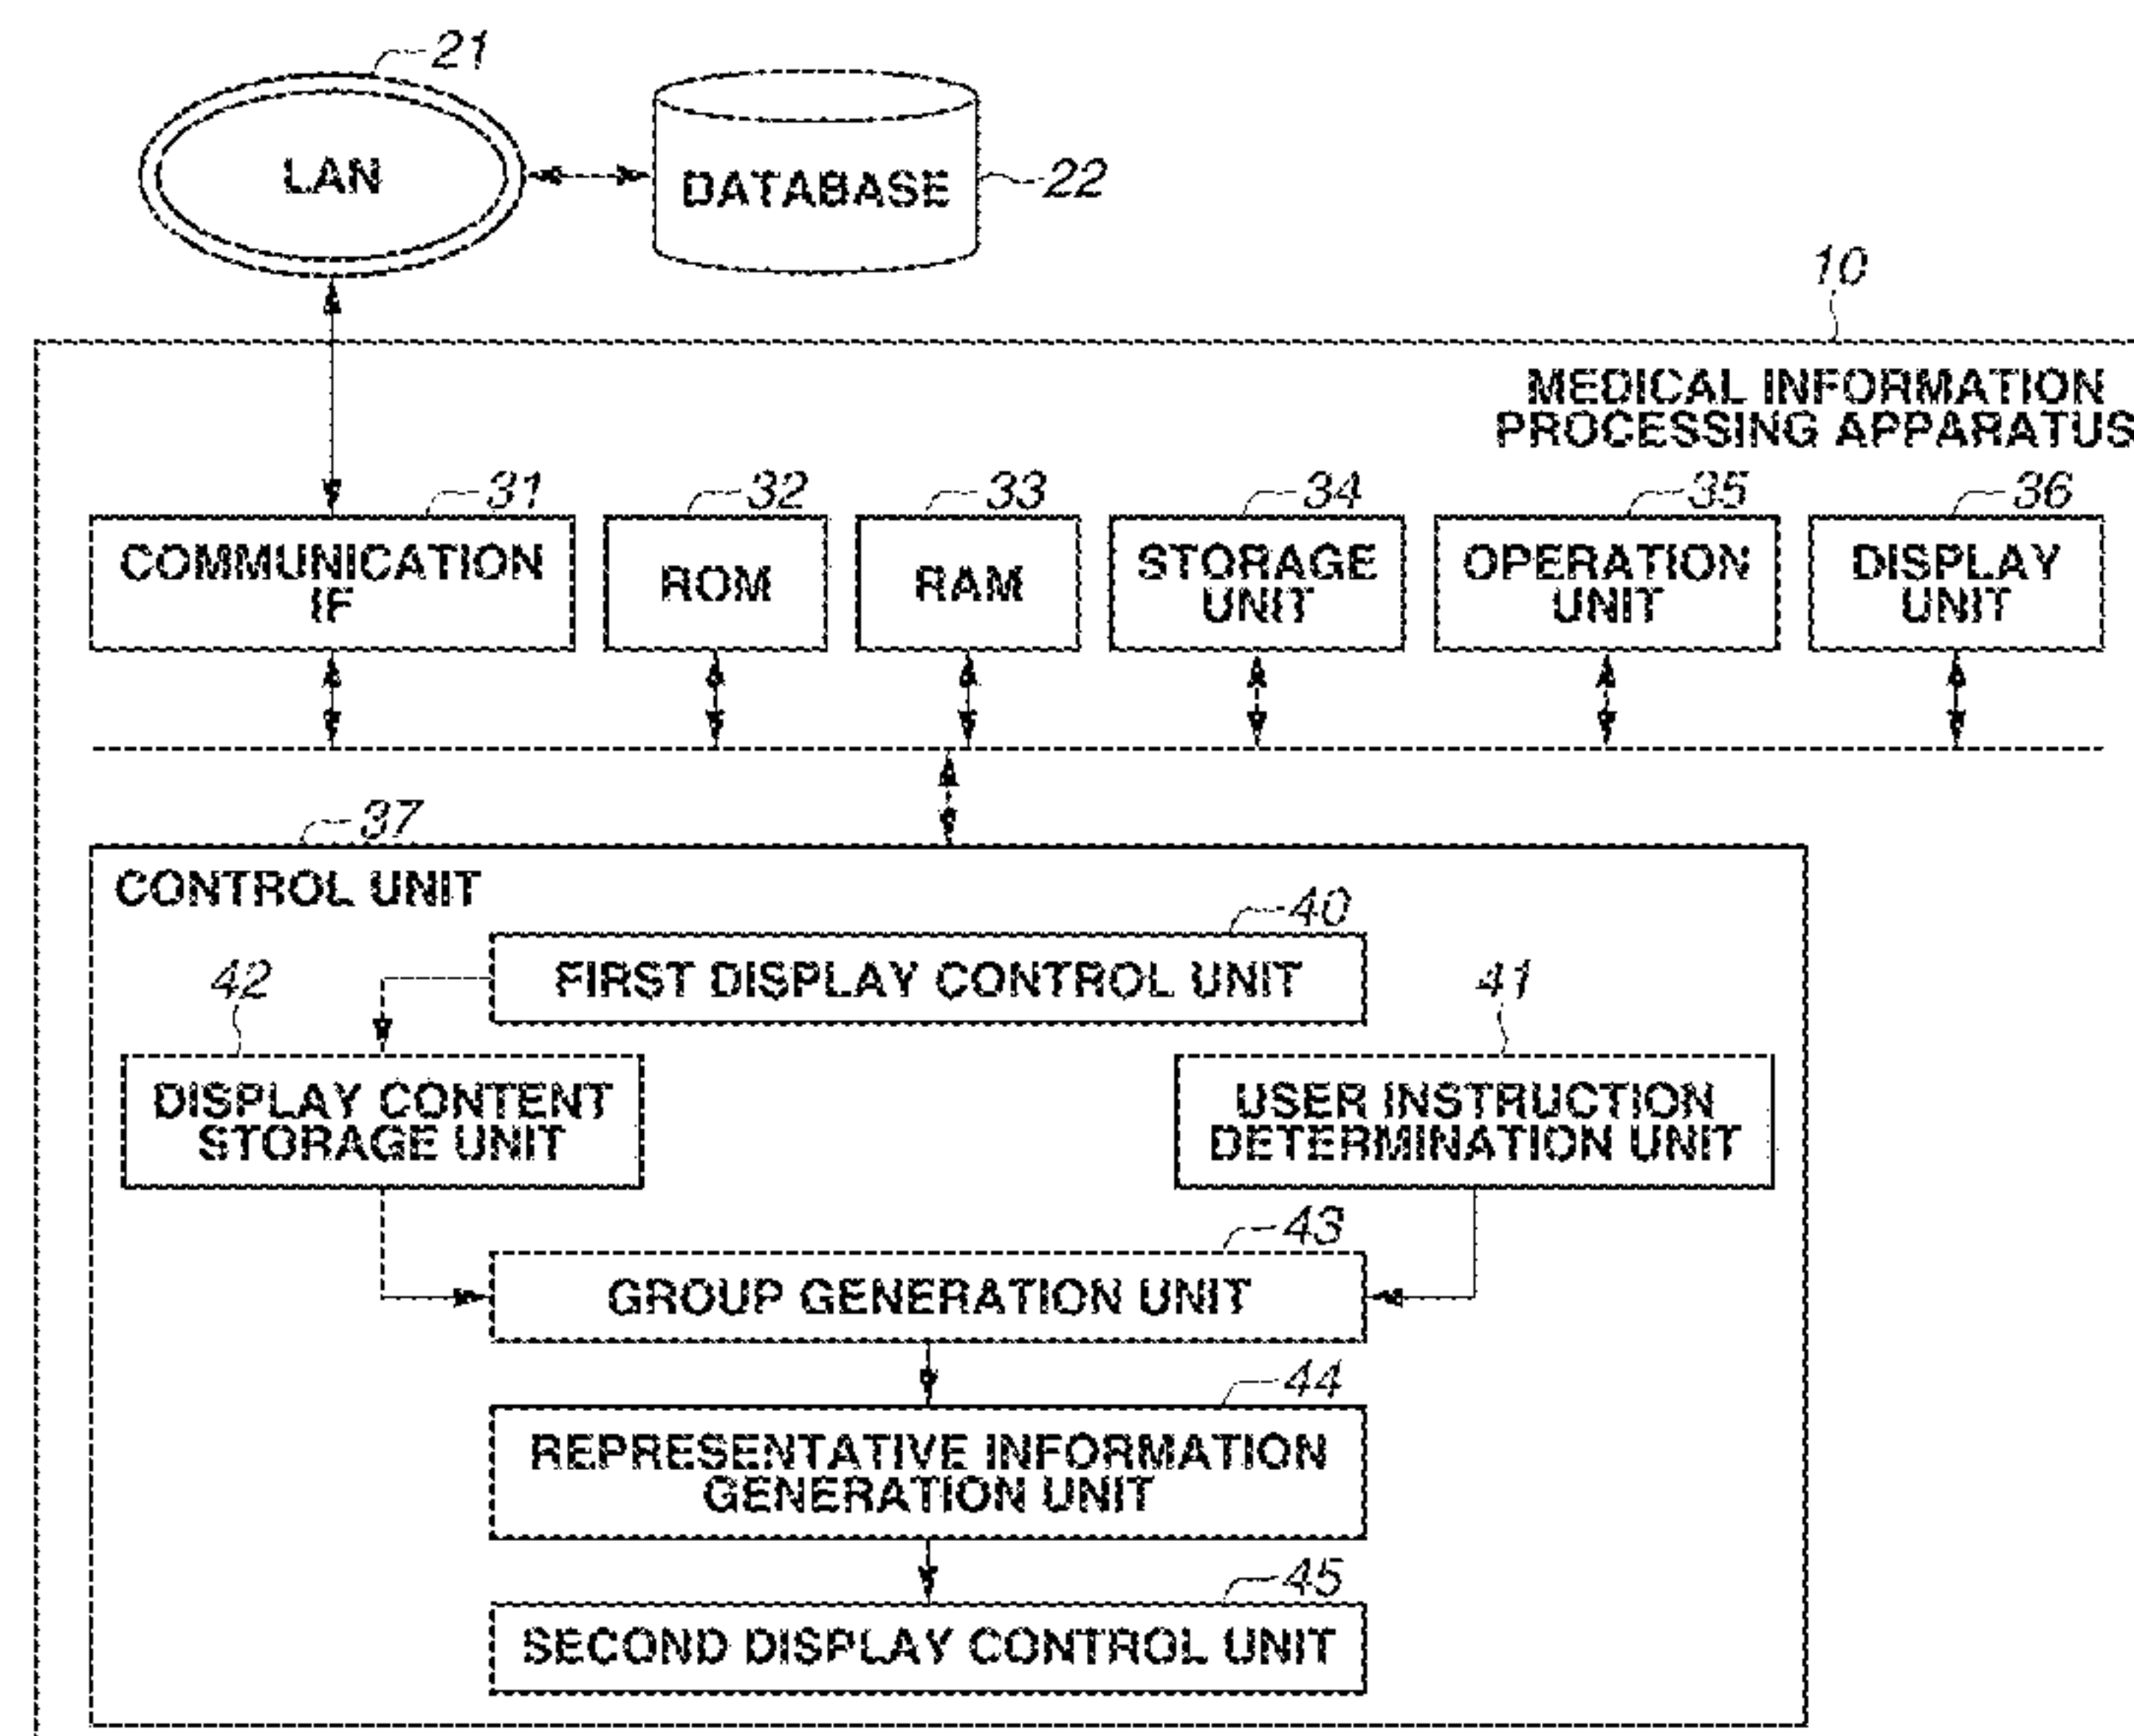 21
LAN
DATABASE
22
10
MEDICAL INFORMATION
PROCESSING APPARATUS
31
32
33
34
35
36
COMMUNICATION
IF
ROM
RAM
STORAGE
UNIT
OPERATION
UNIT
DISPLAY
UNIT
37
CONTROL UNIT
40
FIRST DISPLAY CONTROL UNIT
42
41
DISPLAY CONTENT
STORAGE UNIT
USER INSTRUCTION
DETERMINATION UNIT
43
GROUP GENERATION UNIT
44
REPRESENTATIVE INFORMATION
GENERATION UNIT
45
SECOND DISPLAY CONTROL UNIT